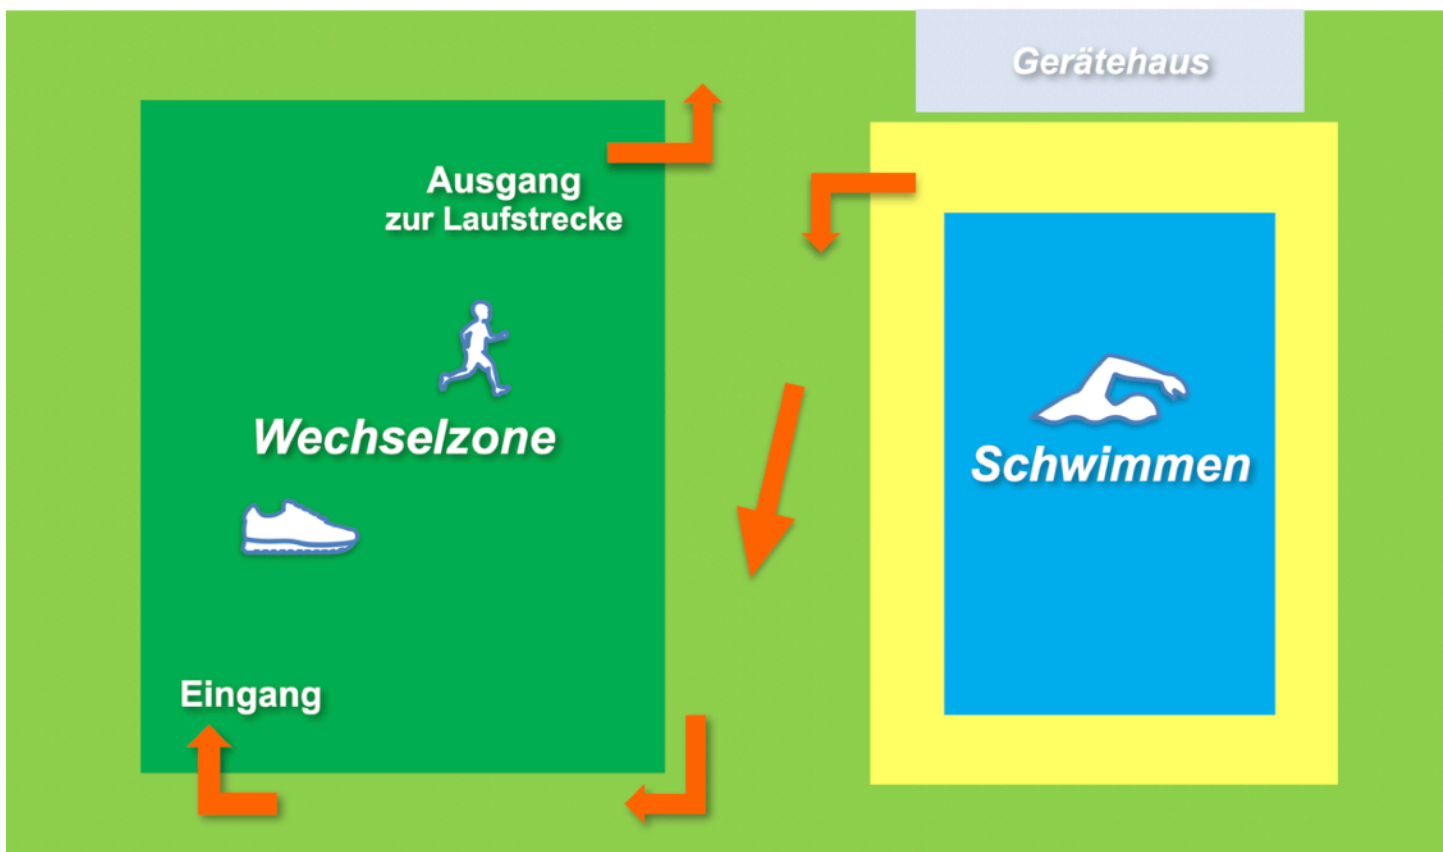 Gerätehaus
Ausgang
zur Laufstrecke
Wechselzone
Schwimmen
Eingang